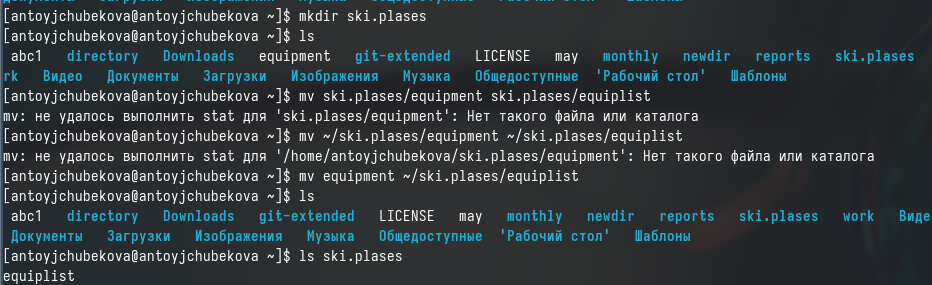 [antoyjchubekova@antoyjchubekova ~]$ mkdir ski.plases
[antoyjchubekova@antoyjchubekova ~]$ ls
abc1 directory Downloads equipment git-extended LICENSE may monthly newdir reports ski.plases
rk Видео Документы Загрузки Изображения Музыка Общедоступные 'Рабочий стол' Шаблоны
[antoyjchubekova@antoyjchubekova ~]$ mv ski.plases/equipment ski.plases/equiplist
mv: не удалось выполнить stat для 'ski.plases/equipment': Нет такого файла или каталога
[antoyjchubekova@antoyjchubekova ~]$ mv ~/ski.plases/equipment ~/ski.plases/equiplist
mv: не удалось выполнить stat для '/home/antoyjchubekova/ski.plases/equipment': Нет такого файла или каталога
[antoyjchubekova@antoyjchubekova ~]$ mv equipment ~/ski.plases/equiplist
[antoyjchubekova@antoyjchubekova ~]$ ls
abc1 directory Downloads git-extended LICENSE may monthly newdir reports ski.plases work Виде
Документы Загрузки Изображения Музыка Общедоступные 'Рабочий стол' Шаблоны
[antoyjchubekova@antoyjchubekova ~]$ ls ski.plases
equiplist